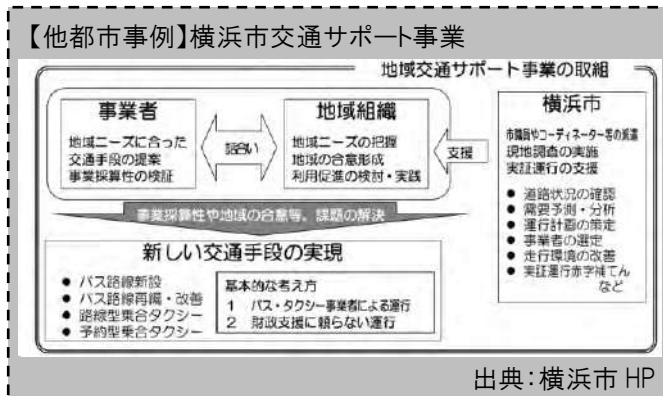 【他都市事例】横浜市交通サポート事業
地域交通サポート事業の取組
事業者
地域ニーズに合った
交通手段の提案
事業採算性の検証
話合い
地域組織
地域ニーズの把握
地域の合意形成
利用促進の検討・実践
支援
横浜市
市職員やコーディネーター等の派遣
現地調査の実施
実証運行の支援
● 道路状況の確認
● 需要予測・分析
● 運行計画の策定
● 事業者の選定
● 走行環境の改善
● 実証運行赤字補てん
など
事業採算性や地域の合意等、課題の解決
新しい交通手段の実現
● バス路線新設
● バス路線再編・改善
● 路線型乗合タクシー
● 予約型乗合タクシー
基本的な考え方
1 バス・タクシー事業者による運行
2 財政支援に頼らない運行
出典：横浜市 HP